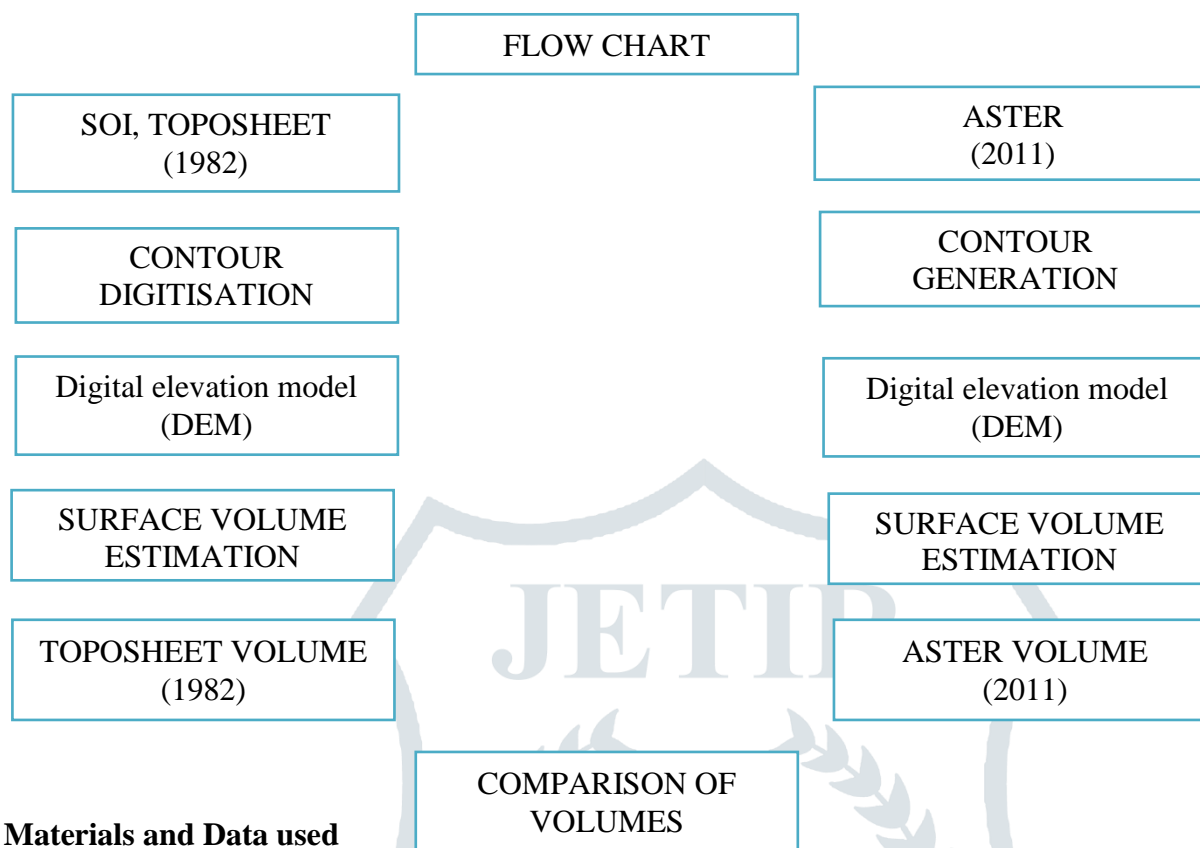 FLOW CHART
SOI, TOPOSHEET
(1982)
ASTER
(2011)
CONTOUR
DIGITISATION
CONTOUR
GENERATION
Digital elevation model
(DEM)
Digital elevation model
(DEM)
SURFACE VOLUME
ESTIMATION
SURFACE VOLUME
ESTIMATION
JETIR
TOPOSHEET VOLUME
(1982)
ASTER VOLUME
(2011)
COMPARISON OF
VOLUMES
Materials and Data used